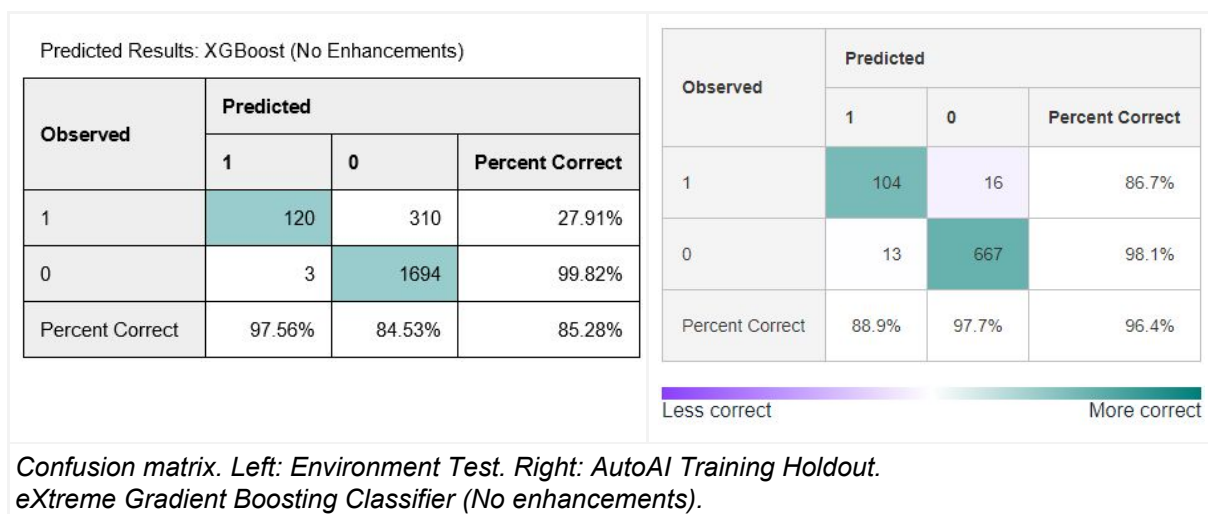 Predicted Results: XGBoost (No Enhancements)
Observed Predicted
1 0 Percent Correct
1 120 310 27.91%
0 3 1694 99.82%
Percent Correct 97.56% 84.53% 85.28%
Observed Predicted
1 0 Percent Correct
1 104 16 86.7%
0 13 667 98.1%
Percent Correct 88.9% 97.7% 96.4%
Less correct More correct
Confusion matrix. Left: Environment Test. Right: AutoAI Training Holdout.
eXtreme Gradient Boosting Classifier (No enhancements).